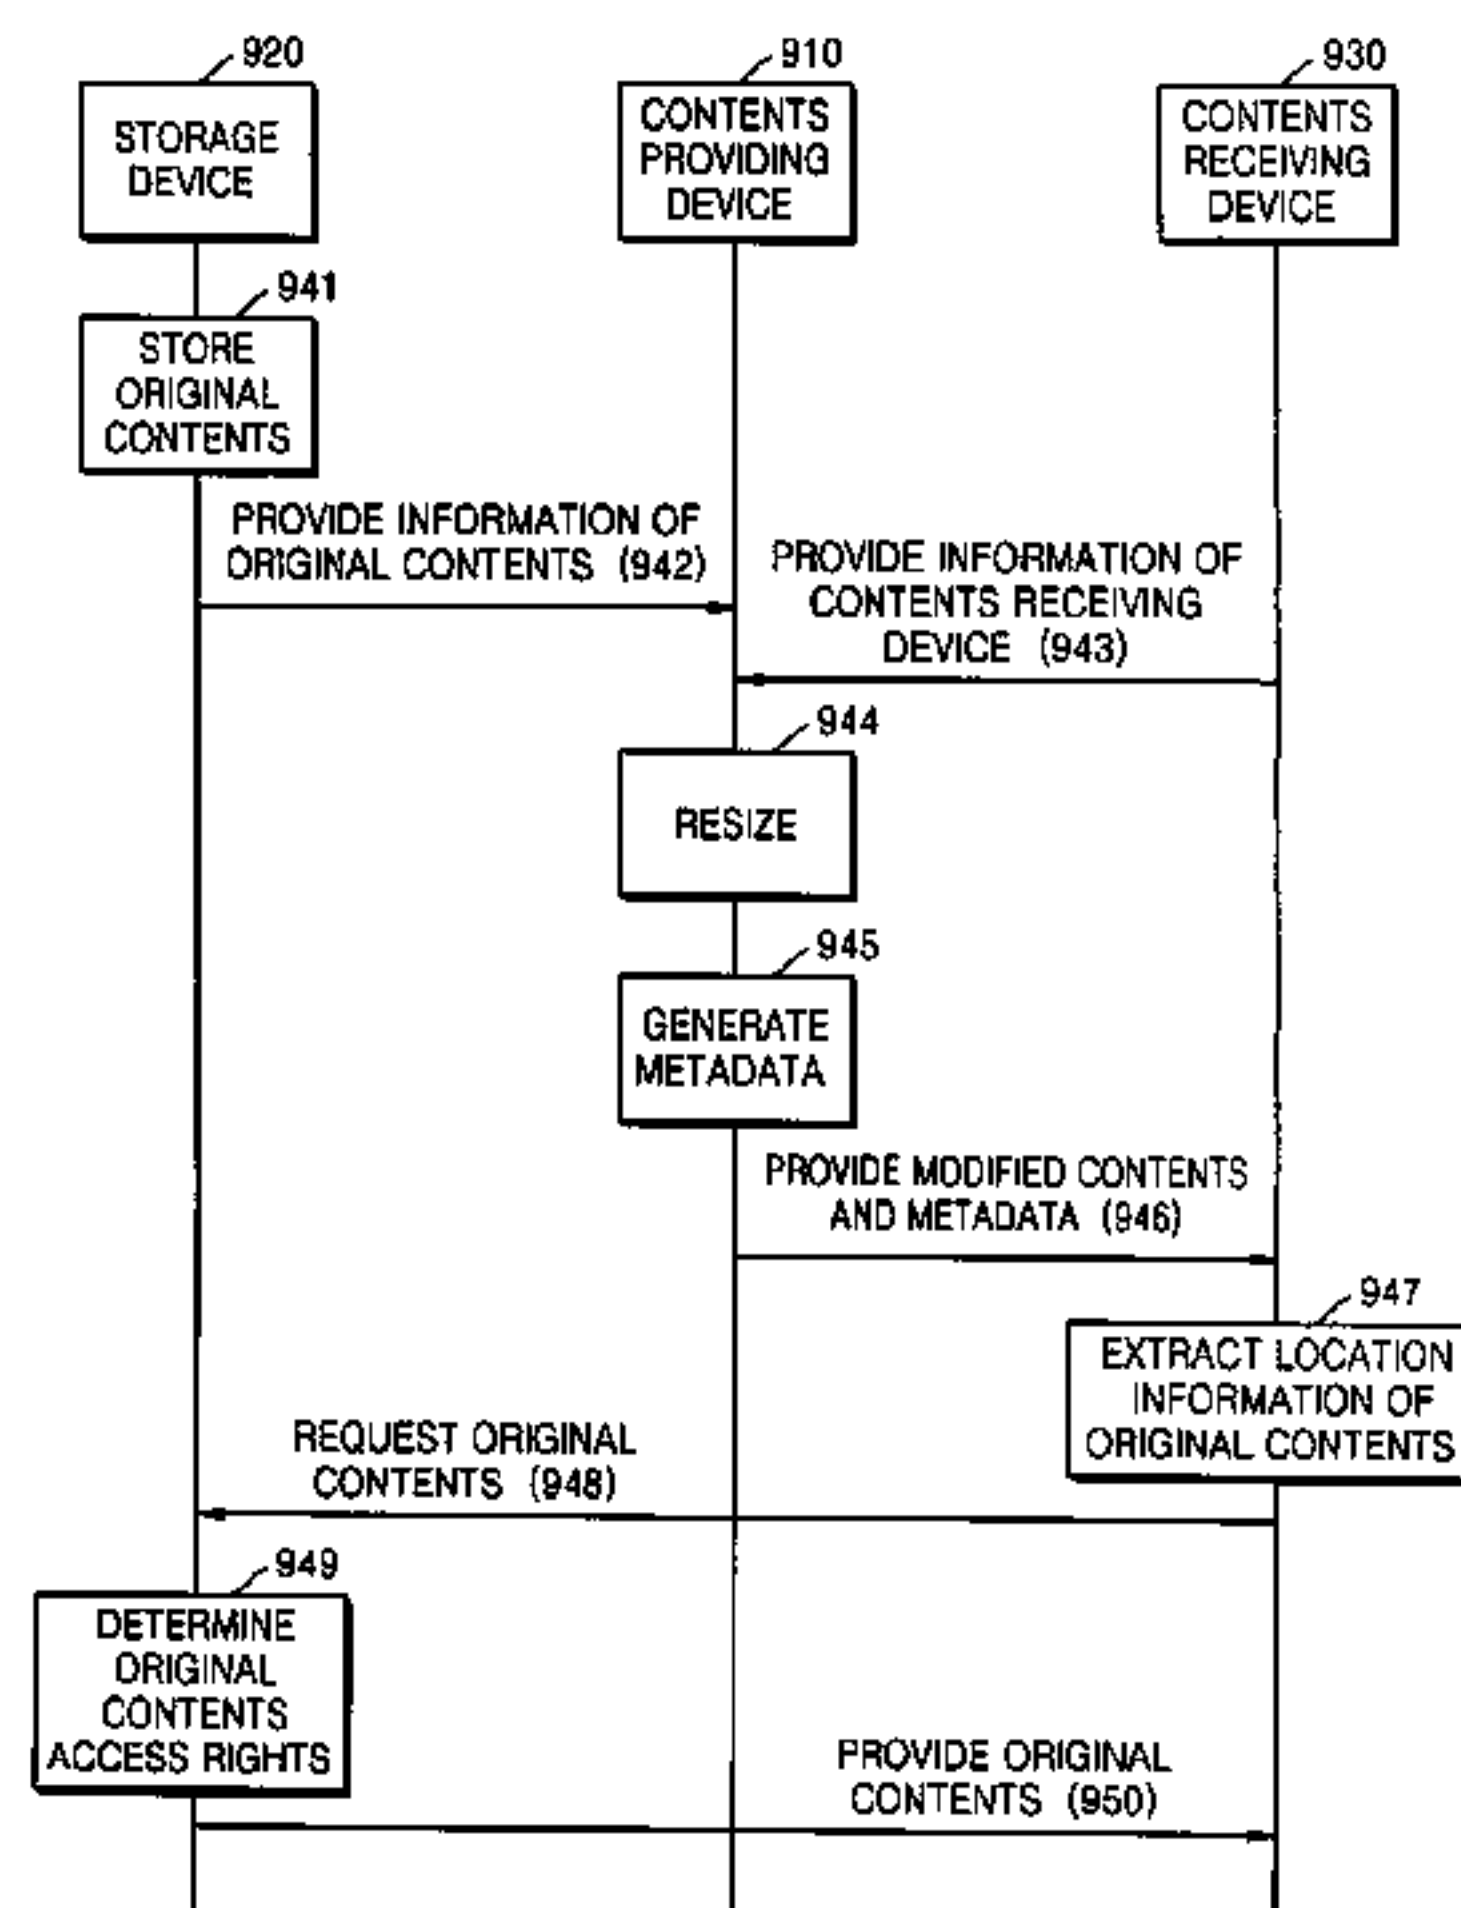 920
STORAGE
DEVICE
910
CONTENTS
PROVIDING
DEVICE
930
CONTENTS
RECEIVING
DEVICE
941
STORE
ORIGINAL
CONTENTS
PROVIDE INFORMATION OF
ORIGINAL CONTENTS (942)
PROVIDE INFORMATION OF
CONTENTS RECEIVING
DEVICE (943)
944
RESIZE
945
GENERATE
METADATA
PROVIDE MODIFIED CONTENTS
AND METADATA (946)
947
EXTRACT LOCATION
INFORMATION OF
ORIGINAL CONTENTS
REQUEST ORIGINAL
CONTENTS (948)
949
DETERMINE
ORIGINAL
CONTENTS
ACCESS RIGHTS
PROVIDE ORIGINAL
CONTENTS (950)